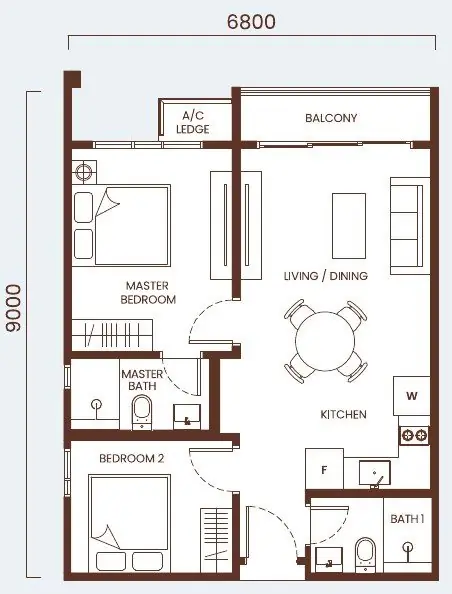 6800
A/C
LEDGE
BALCONY
9000
MASTER
BEDROOM
LIVING / DINING
MASTER
BATH
KITCHEN
W
BEDROOM 2
F
BATH 1